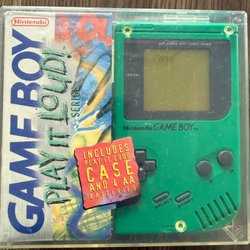 Nintendo
GAME BOY
PLAY IT LOUD!
SERIES
INCLUDES
PLAY IT LOUD
CASE
AND 4 AA
BATTERIES
Nintendo GAME BOY